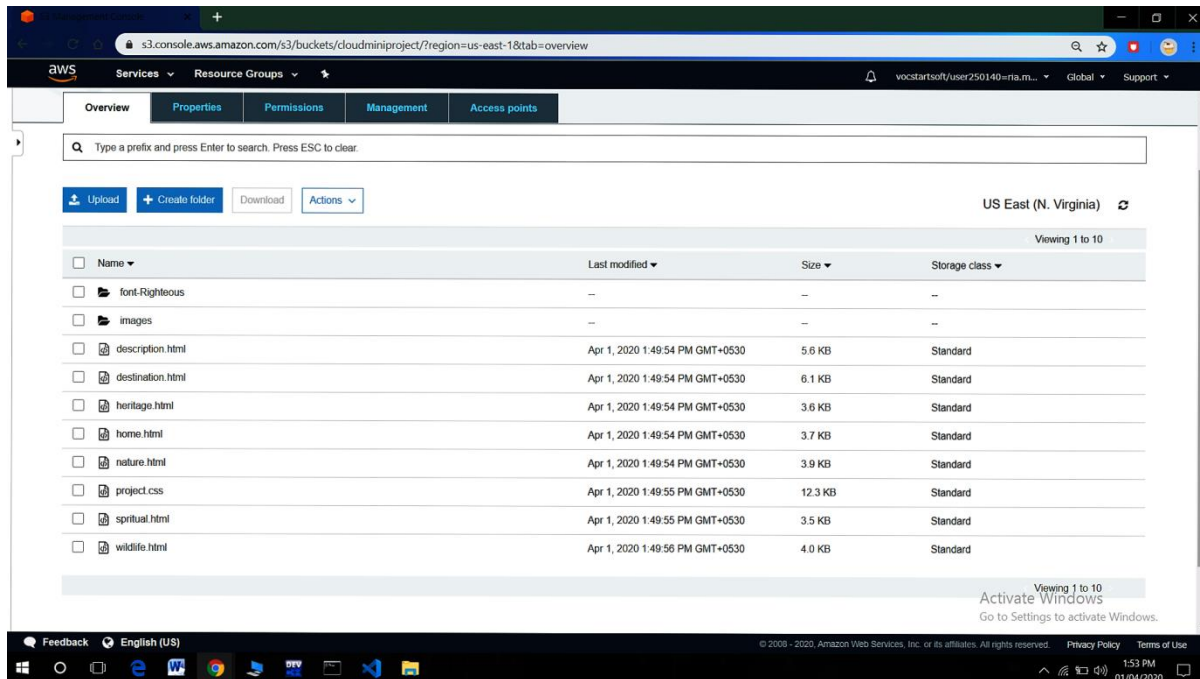 S3 Management Console
s3.console.aws.amazon.com/s3/buckets/cloudminiproject/?region=us-east-1&tab=overview
aws Services Resource Groups vocstartsoft/user250140=ria.m... Global Support
Overview Properties Permissions Management Access points
Type a prefix and press Enter to search. Press ESC to clear.
Upload Create folder Download Actions US East (N. Virginia)
Viewing 1 to 10
Name Last modified Size Storage class
font-Righteous -- -- --
images -- -- --
description.html Apr 1, 2020 1:49:54 PM GMT+0530 5.6 KB Standard
destination.html Apr 1, 2020 1:49:54 PM GMT+0530 6.1 KB Standard
heritage.html Apr 1, 2020 1:49:54 PM GMT+0530 3.6 KB Standard
home.html Apr 1, 2020 1:49:54 PM GMT+0530 3.7 KB Standard
nature.html Apr 1, 2020 1:49:54 PM GMT+0530 3.9 KB Standard
project.css Apr 1, 2020 1:49:55 PM GMT+0530 12.3 KB Standard
spritual.html Apr 1, 2020 1:49:55 PM GMT+0530 3.5 KB Standard
wildlife.html Apr 1, 2020 1:49:56 PM GMT+0530 4.0 KB Standard
Viewing 1 to 10
Activate Windows
Go to Settings to activate Windows.
Feedback English (US) © 2008 - 2020, Amazon Web Services, Inc. or its affiliates. All rights reserved. Privacy Policy Terms of Use
DEV
1:53 PM
01/04/2020